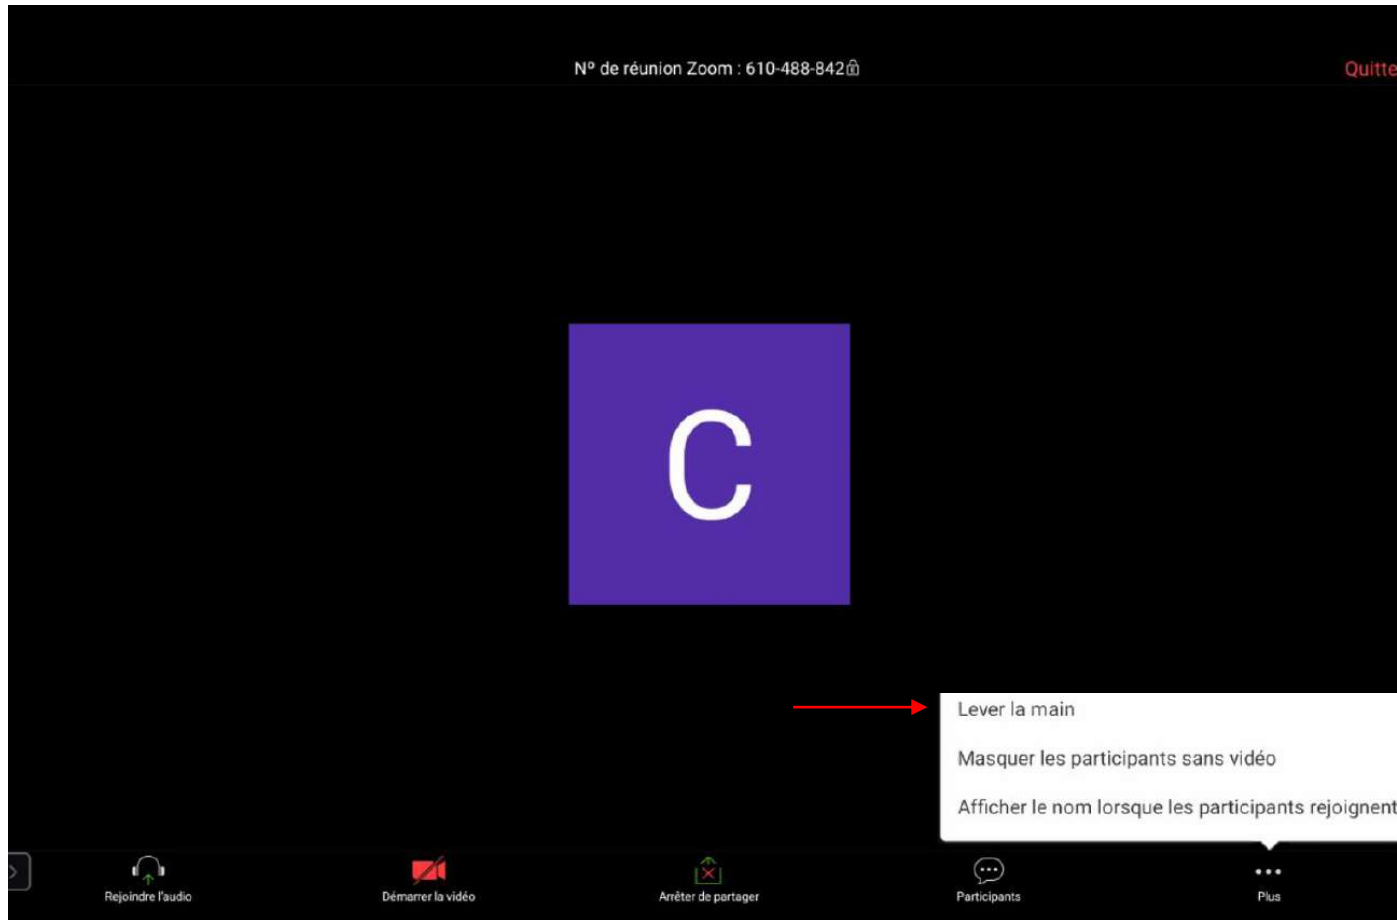 Nº de réunion Zoom : 610-488-842
Quitte
C
Lever la main
Masquer les participants sans vidéo
Afficher le nom lorsque les participants rejoignent
Rejoindre l'audio
Démarrer la vidéo
Arrêter de partager
Participants
Plus